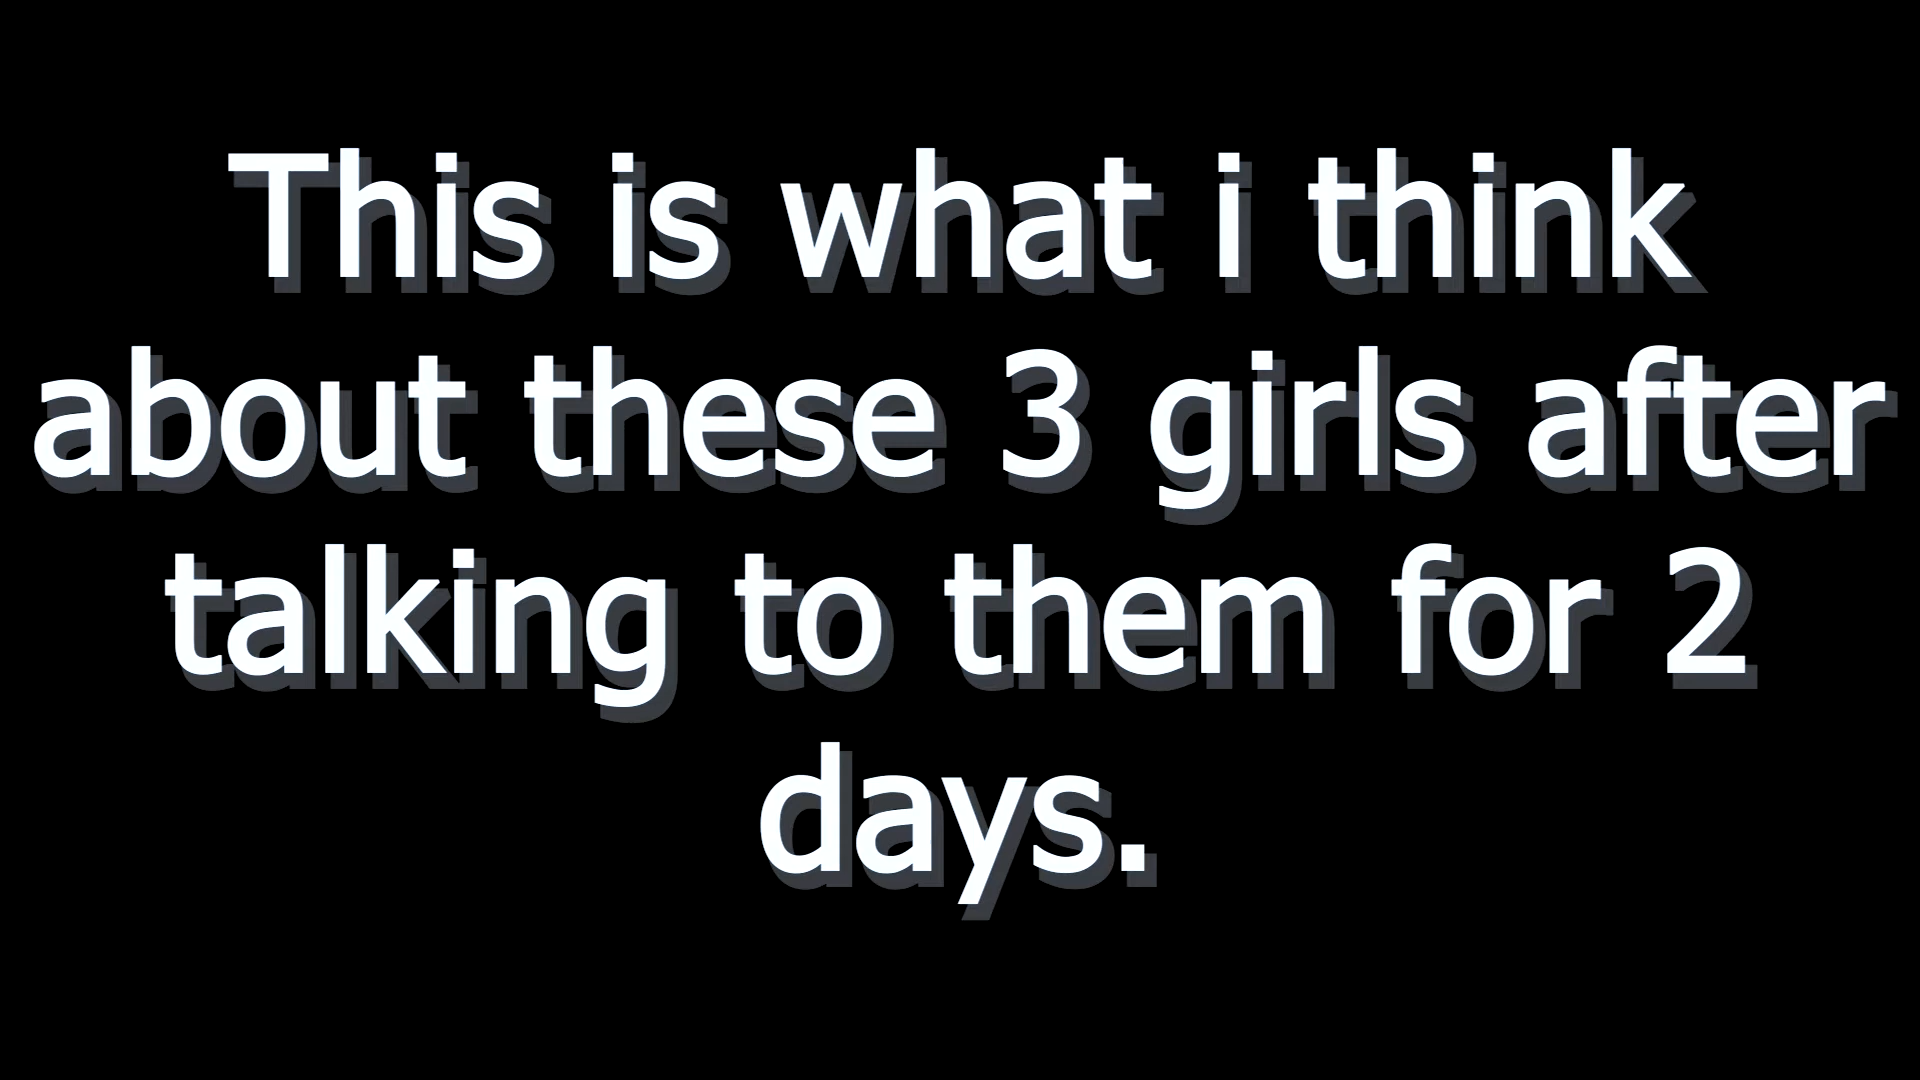 This is what i think
about these 3 girls after
talking to them for 2
days.